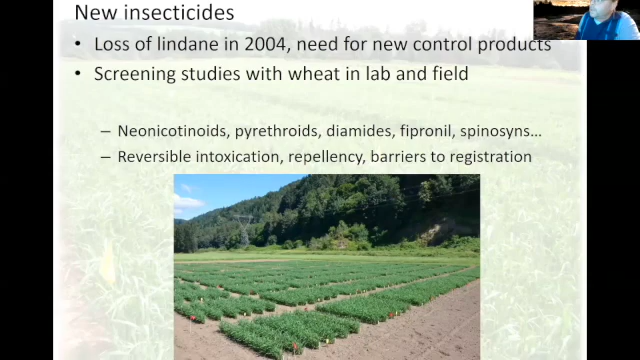 New insecticides
• Loss of lindane in 2004, need for new control products
• Screening studies with wheat in lab and field
– Neonicotinoids, pyrethroids, diamides, fipronil, spinosyns…
– Reversible intoxication, repellency, barriers to registration